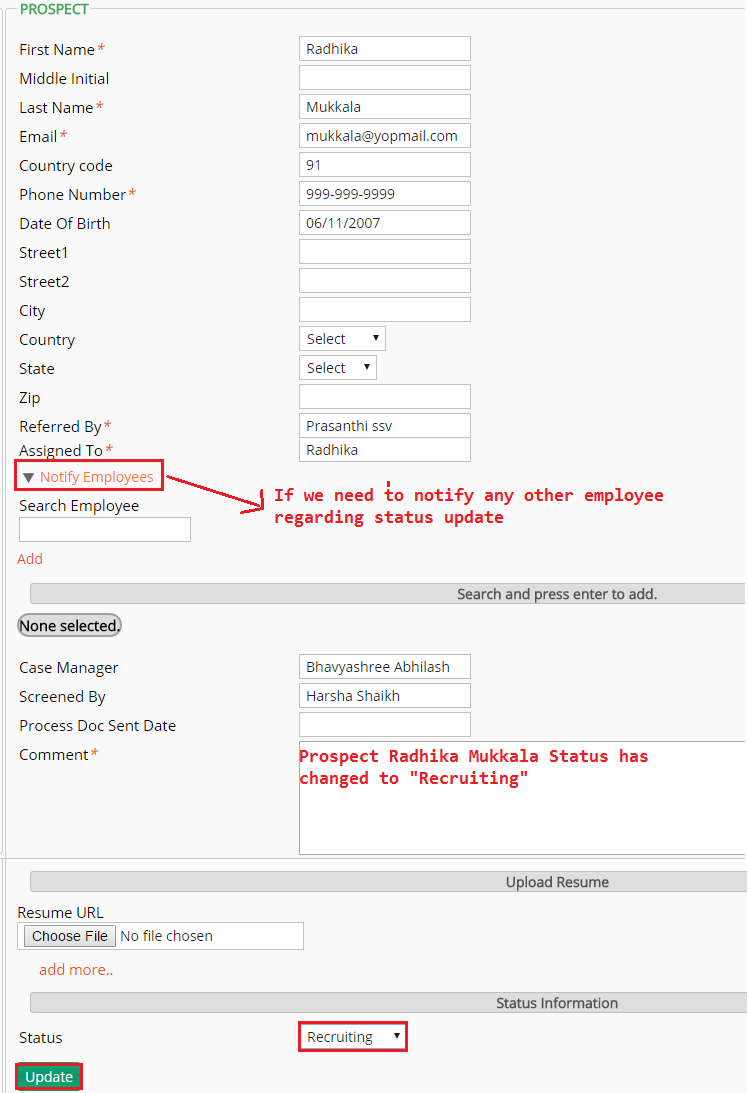 PROSPECT
First Name* Radhika
Middle Initial
Last Name* Mukkala
Email* mukkala@yopmail.com
Country code 91
Phone Number* 999-999-9999
Date Of Birth 06/11/2007
Street1
Street2
City
Country Select
State Select
Zip
Referred By* Prasanthi ssv
Assigned To* Radhika
Notify Employees
If we need to notify any other employee
regarding status update
Search Employee
Add
Search and press enter to add.
None selected.
Case Manager Bhavyashree Abhilash
Screened By Harsha Shaikh
Process Doc Sent Date
Comment* Prospect Radhika Mukkala Status has
changed to "Recruiting"
Upload Resume
Resume URL
Choose File No file chosen
add more..
Status Information
Status Recruiting
Update